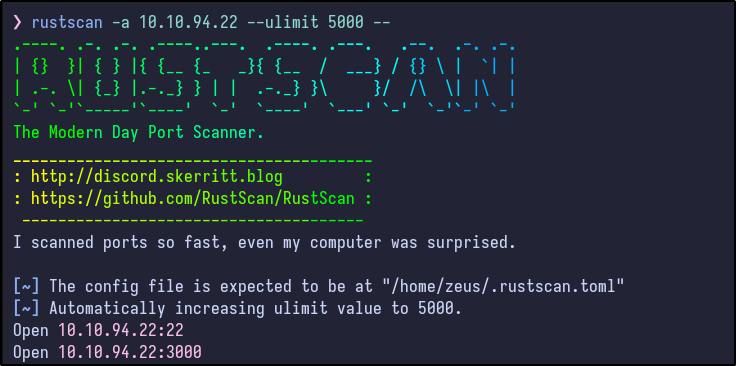 ❯ rustscan -a 10.10.94.22 --ulimit 5000 --
.----. .-. .-. .----..---.  .----. .---.   .--.  .-. .-.
| {}  }| { } |{ {__ {_   _}{ {__  /  ___} / {} \ |  `| |
| .-. \| {_} |.-._} } | |  .-._} }\     }/  /\  \| |\  |
`-' `-'`-----'`----'  `-'  `----'  `---' `-'  `-'`-' `-'
The Modern Day Port Scanner.
________________________________________
: http://discord.skerritt.blog         :
: https://github.com/RustScan/RustScan :
 --------------------------------------
I scanned ports so fast, even my computer was surprised.
[~] The config file is expected to be at "/home/zeus/.rustscan.toml"
[~] Automatically increasing ulimit value to 5000.
Open 10.10.94.22:22
Open 10.10.94.22:3000